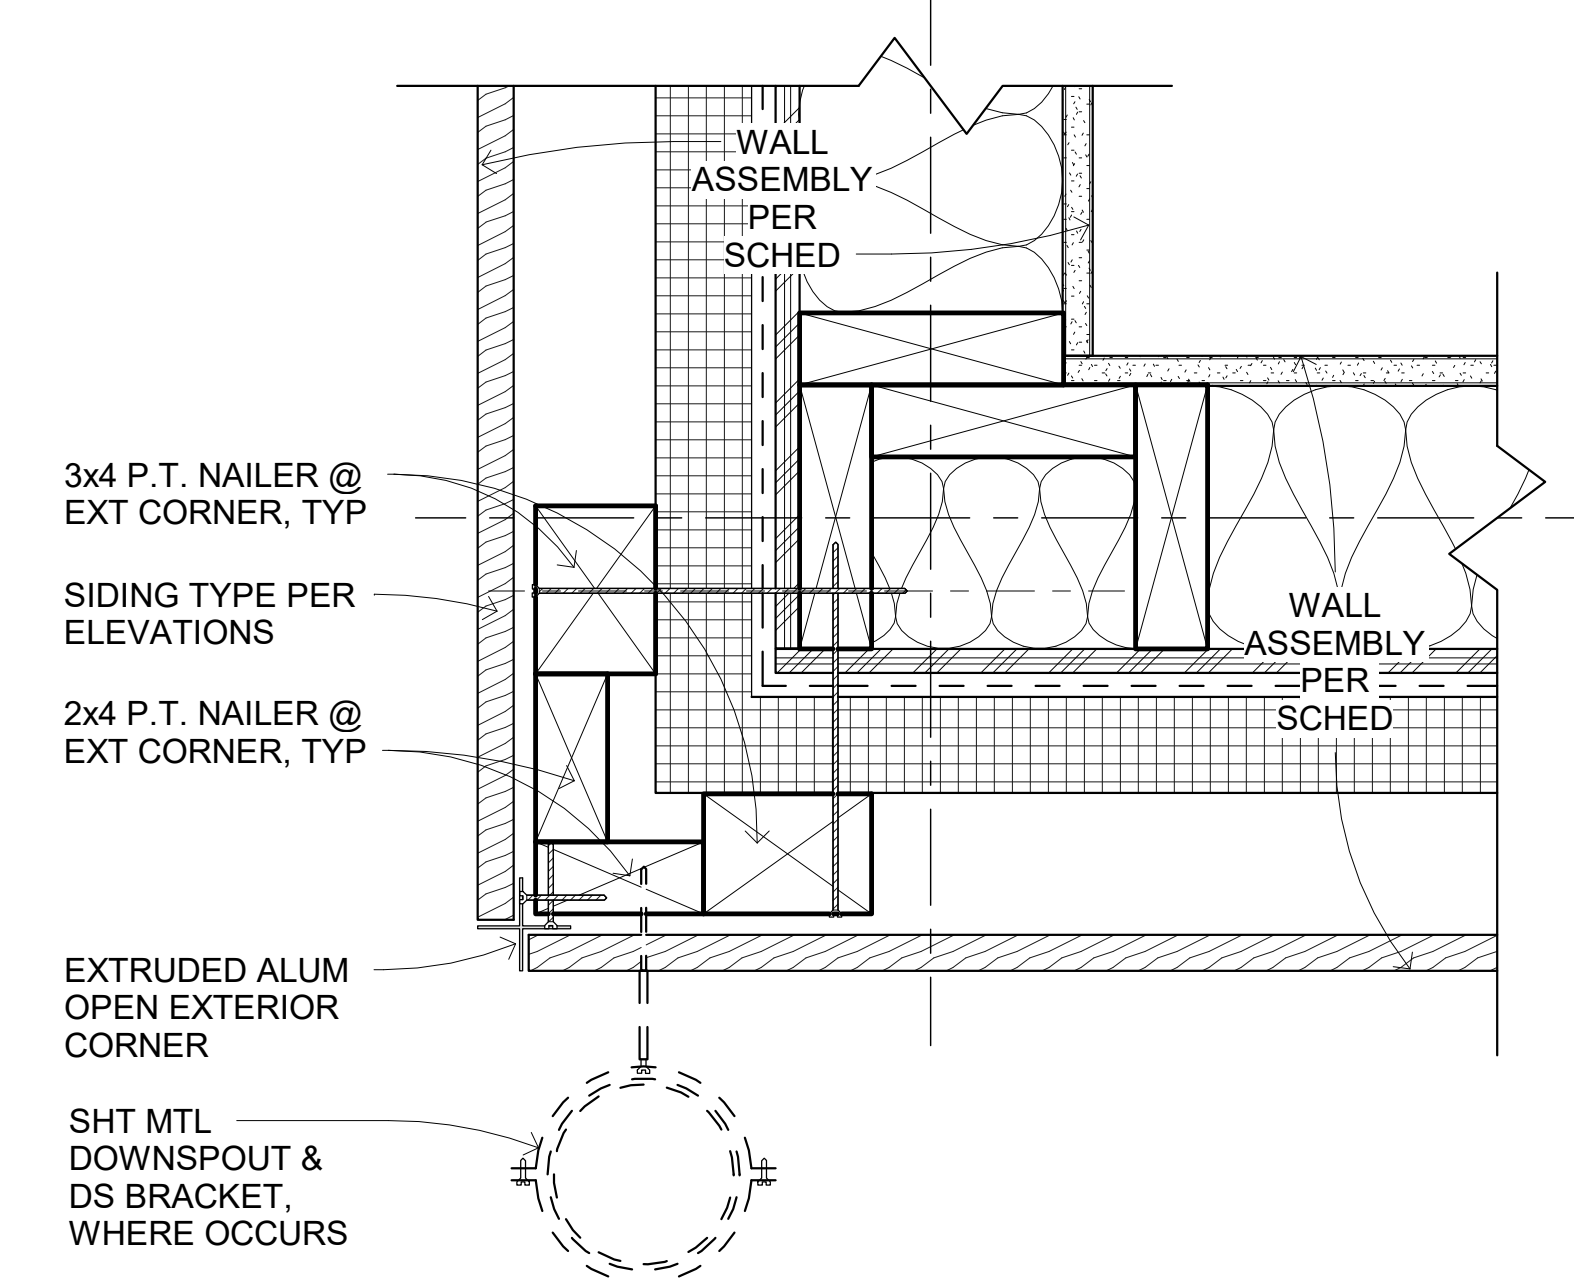 WALL
ASSEMBLY
PER
SCHED
3x4 P.T. NAILER @
EXT CORNER, TYP
SIDING TYPE PER
ELEVATIONS
2x4 P.T. NAILER @
EXT CORNER, TYP
WALL
ASSEMBLY
PER
SCHED
EXTRUDED ALUM
OPEN EXTERIOR
CORNER
SHT MTL
DOWNSPOUT &
DS BRACKET,
WHERE OCCURS